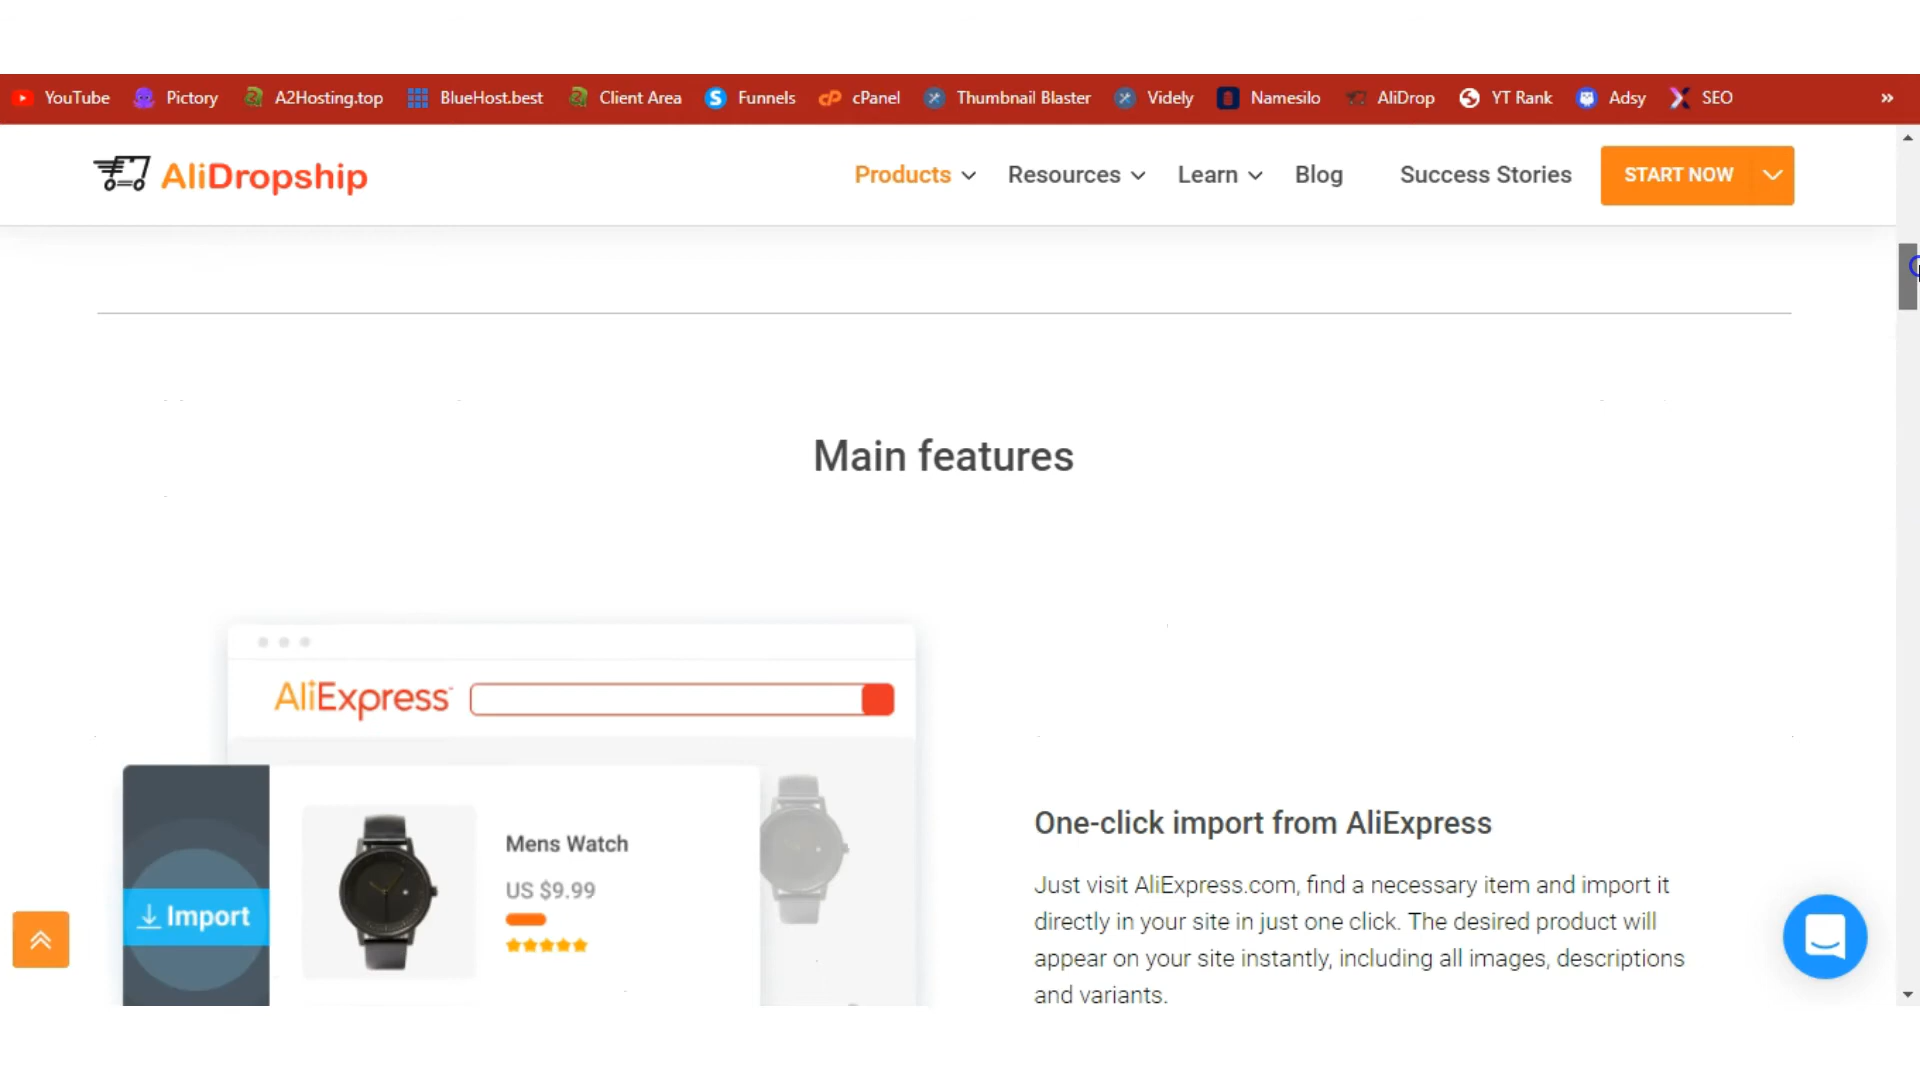 YouTube Pictory A2Hosting.top BlueHost.best Client Area Funnels cPanel Thumbnail Blaster Videly Namesilo AliDrop YT Rank Adsy SEO »
AliDropship Products Resources Learn Blog Success Stories START NOW
Main features
AliExpress
Mens Watch
US $9.99
Import
One-click import from AliExpress
Just visit AliExpress.com, find a necessary item and import it
directly in your site in just one click. The desired product will
appear on your site instantly, including all images, descriptions
and variants.